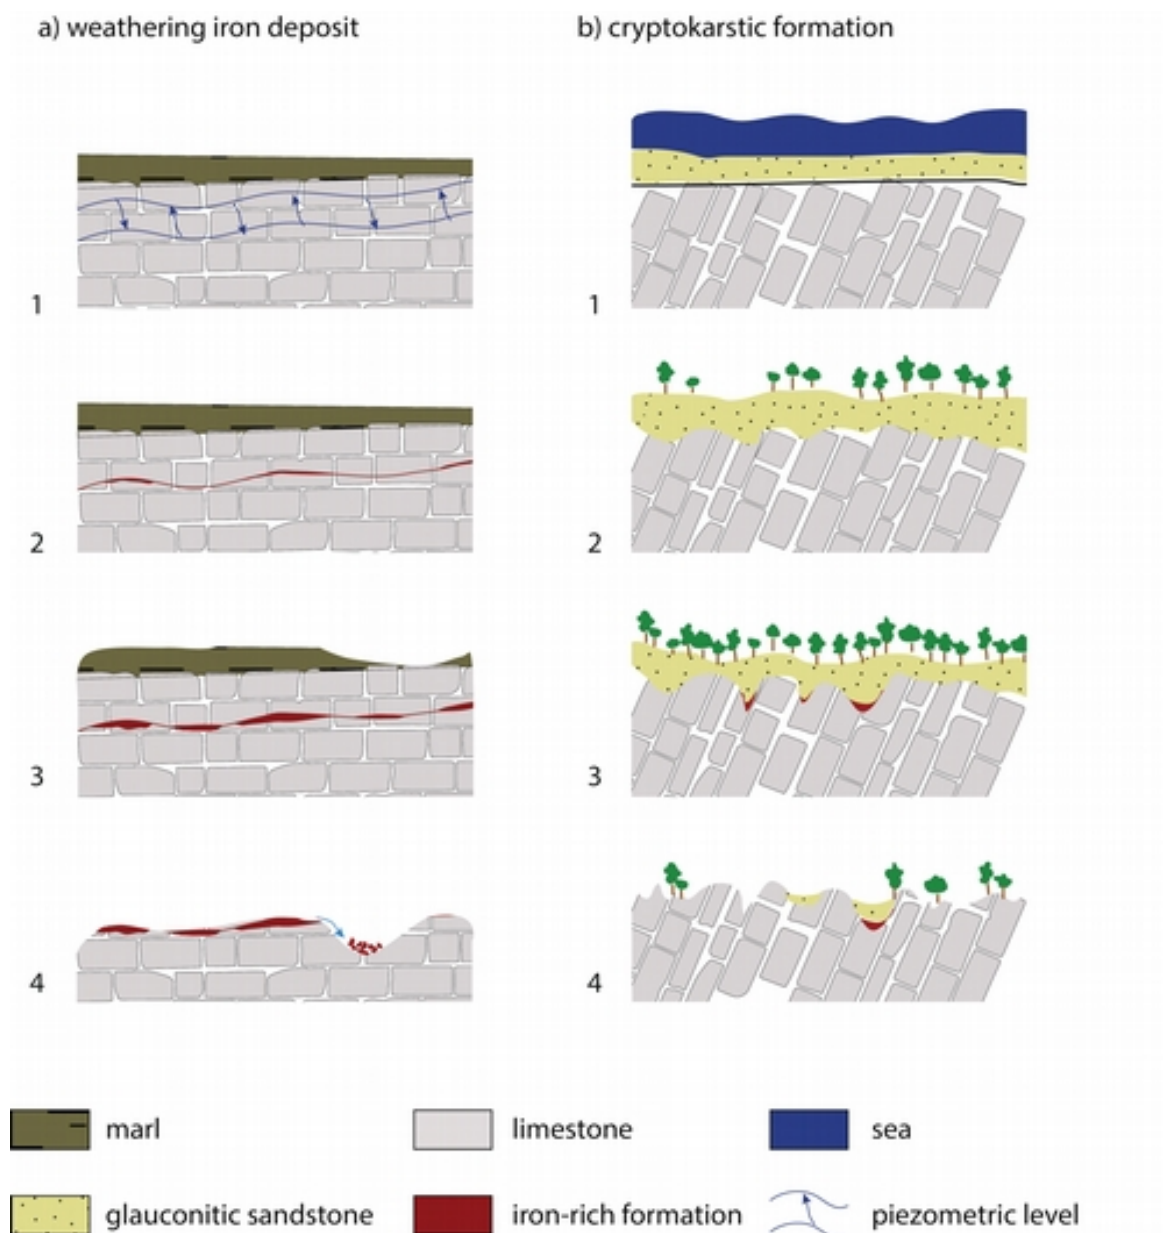 a) weathering iron deposit
b) cryptokarstic formation
1
1
2
2
3
3
4
4
marl
limestone
sea
glauconitic sandstone
iron-rich formation
piezometric level